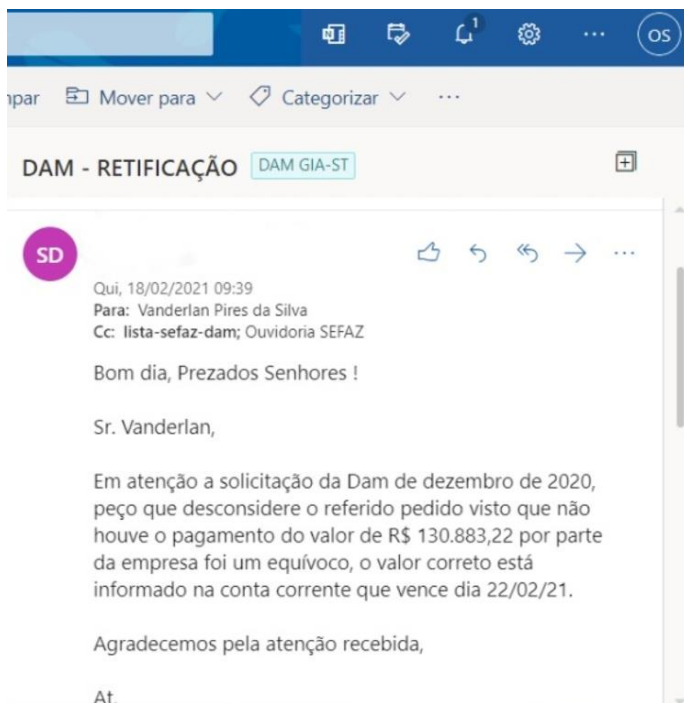 1
OS
Mover para
Categorizar
DAM - RETIFICAÇÃO DAM GIA-ST
SD
Qui, 18/02/2021 09:39
Para: Vanderlan Pires da Silva
Cc: lista-sefaz-dam; Ouvidoria SEFAZ
Bom dia, Prezados Senhores !
Sr. Vanderlan,
Em atenção a solicitação da Dam de dezembro de 2020,
peço que desconsidere o referido pedido visto que não
houve o pagamento do valor de R$ 130.883,22 por parte
da empresa foi um equívoco, o valor correto está
informado na conta corrente que vence dia 22/02/21.
Agradecemos pela atenção recebida,
At.